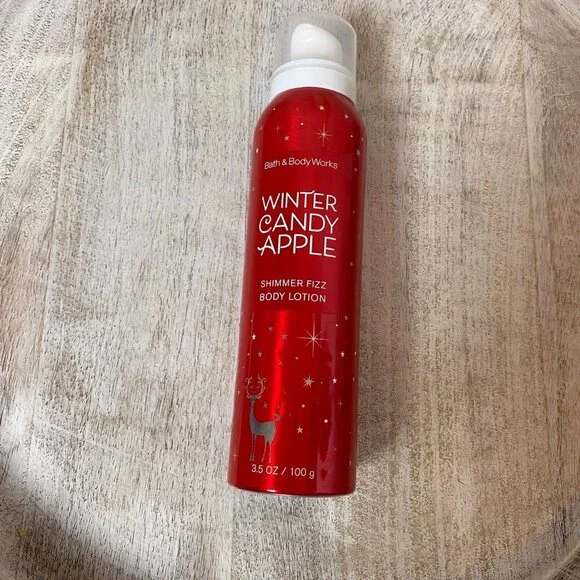 Bath & Body Works
WINTER
CANDY
APPLE
SHIMMER FIZZ
BODY LOTION
3.5 OZ / 100 g